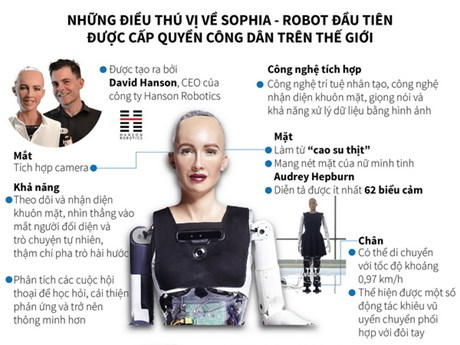 NHỮNG ĐIỀU THÚ VỊ VỀ SOPHIA - ROBOT ĐẦU TIÊN
ĐƯỢC CẤP QUYỀN CÔNG DÂN TRÊN THẾ GIỚI
Được tạo ra bởi
David Hanson, CEO của
công ty Hanson Robotics
HANSON
ROBOTICS
Công nghệ tích hợp
Công nghệ trí tuệ nhân tạo, công nghệ
nhận diện khuôn mặt, giọng nói và
khả năng xử lý dữ liệu bằng hình ảnh
Mắt
Tích hợp camera
Mặt
Làm từ “cao su thịt”
Mang nét mặt của nữ minh tinh
Audrey Hepburn
Diễn tả được ít nhất 62 biểu cảm
Khả năng
Theo dõi và nhận diện
khuôn mặt, nhìn thẳng vào
mắt người đối diện và
trò chuyện tự nhiên,
thậm chí pha trò hài hước
Phân tích các cuộc hội
thoại để học hỏi, cải thiện
phản ứng và trở nên
thông minh hơn
Chân
Có thể di chuyển
với tốc độ khoảng
0,97 km/h
Thể hiện được một số
động tác khiêu vũ
uyển chuyển phối
hợp với đôi tay